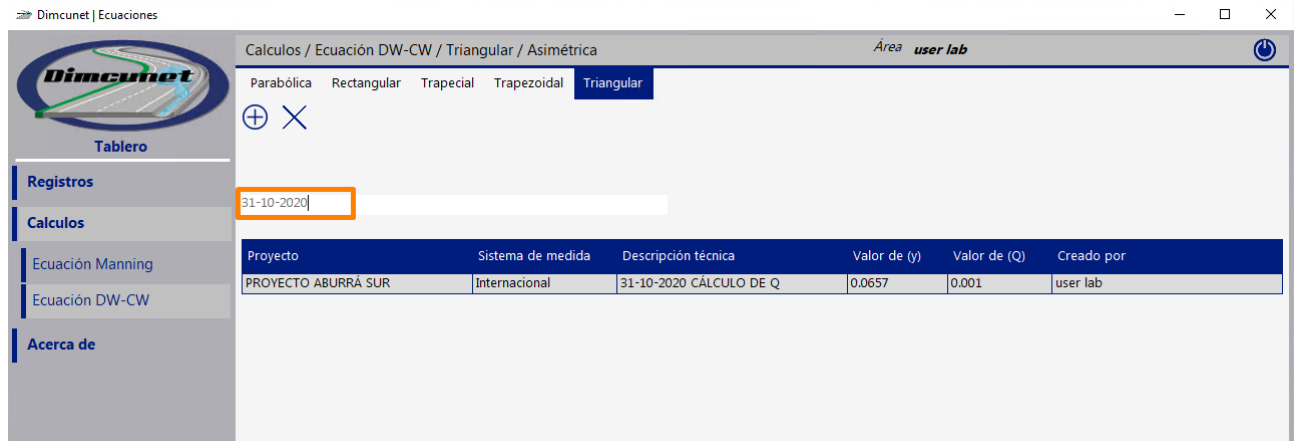 Dimcunet | Ecuaciones
Dimcunet
Calculos / Ecuación DW-CW / Triangular / Asimétrica Área user lab
Parabólica Rectangular Trapecial Trapezoidal Triangular
Tablero
Registros
Calculos
Ecuación Manning
Ecuación DW-CW
Acerca de
31-10-2020
Proyecto Sistema de medida Descripción técnica Valor de (y) Valor de (Q) Creado por
PROYECTO ABURRÁ SUR Internacional 31-10-2020 CÁLCULO DE Q 0.0657 0.001 user lab